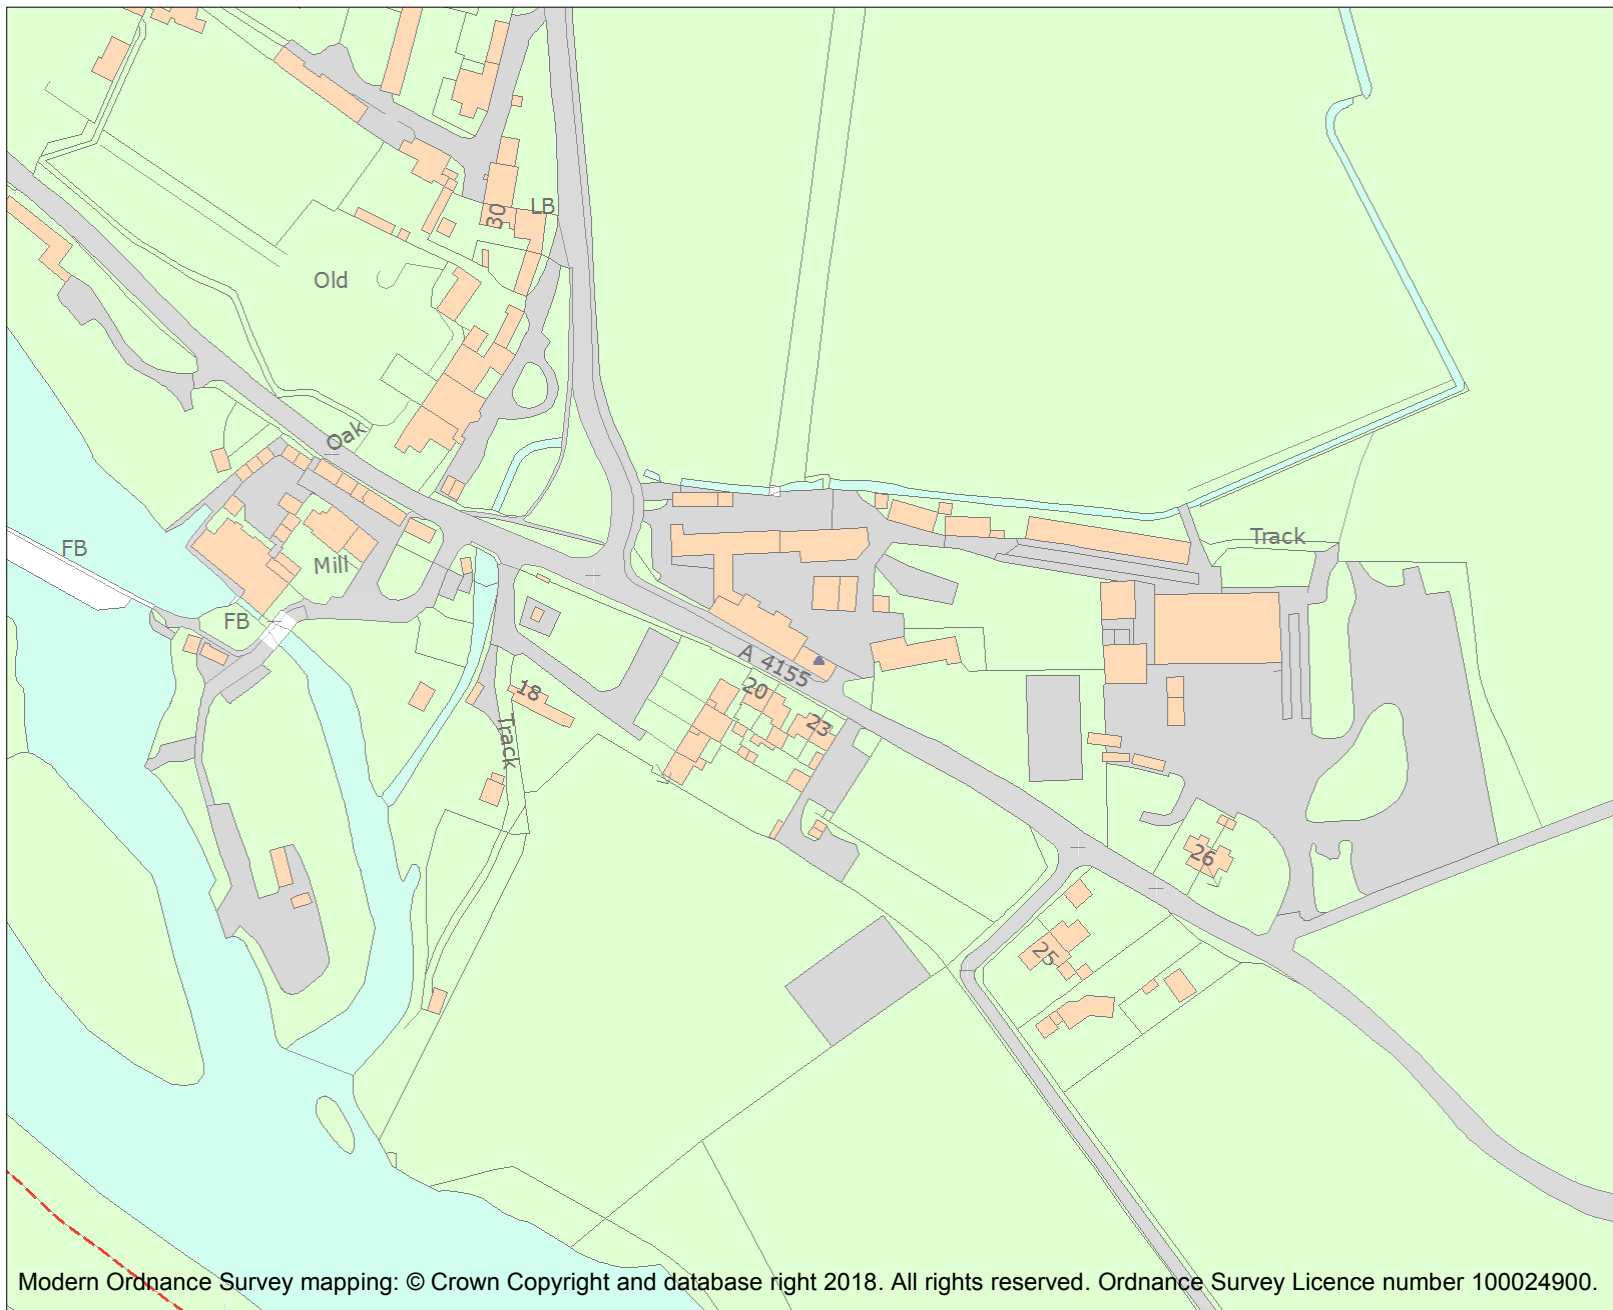 LB
30
Old
Oak
FB
Mill
Track
FB
A 4155
20
18
23
Track
26
25
Modern Ordnance Survey mapping: © Crown Copyright and database right 2018. All rights reserved. Ordnance Survey Licence number 100024900.